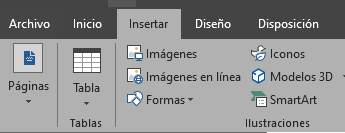 Archivo Inicio Insertar Diseño Disposición
Imágenes Iconos
Páginas Tabla Imágenes en línea Modelos 3D
Formas SmartArt
Tablas Ilustraciones